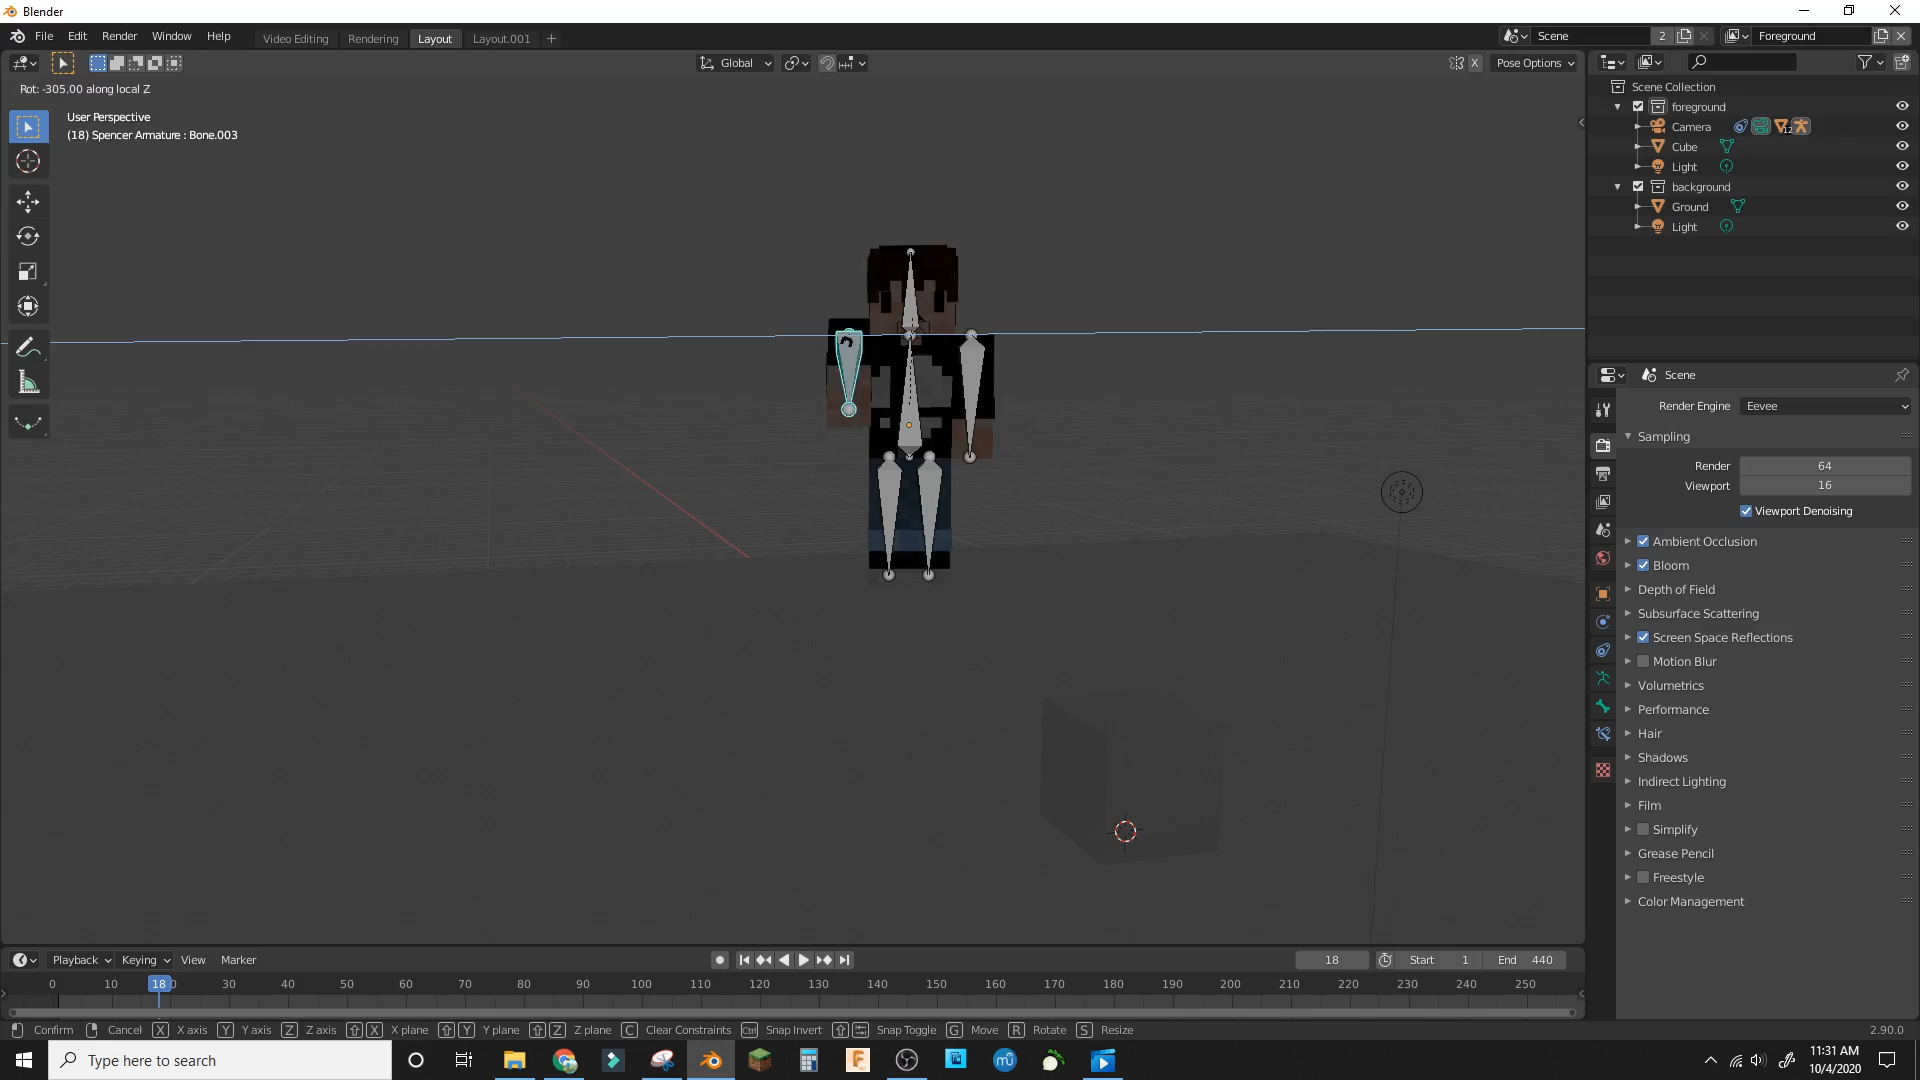 Blender
File Edit Render Window Help Video Editing Rendering Layout Layout.001 + Scene 2 Foreground
Global X Pose Options
Rot: -305.00 along local Z
User Perspective
(18) Spencer Armature : Bone.003
Scene Collection
foreground
Camera 12
Cube
Light
background
Ground
Light
Scene
Render Engine Eevee
Sampling
Render 64
Viewport 16
Viewport Denoising
Ambient Occlusion
Bloom
Depth of Field
Subsurface Scattering
Screen Space Reflections
Motion Blur
Volumetrics
Performance
Hair
Shadows
Indirect Lighting
Film
Simplify
Grease Pencil
Freestyle
Color Management
Playback Keying View Marker 18 Start 1 End 440
0 10 18 30 40 50 60 70 80 90 100 110 120 130 140 150 160 170 180 190 200 210 220 230 240 250
Confirm Cancel X X axis Y Y axis Z Z axis X X plane Y Y plane Z Z plane C Clear Constraints Ctrl Snap Invert Snap Toggle G Move R Rotate S Resize 2.90.0
Type here to search
11:31 AM
10/4/2020